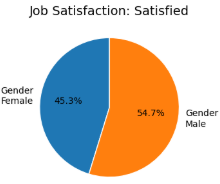 Job Satisfaction: Satisfied
Gender
Female
45.3%
54.7%
Gender
Male